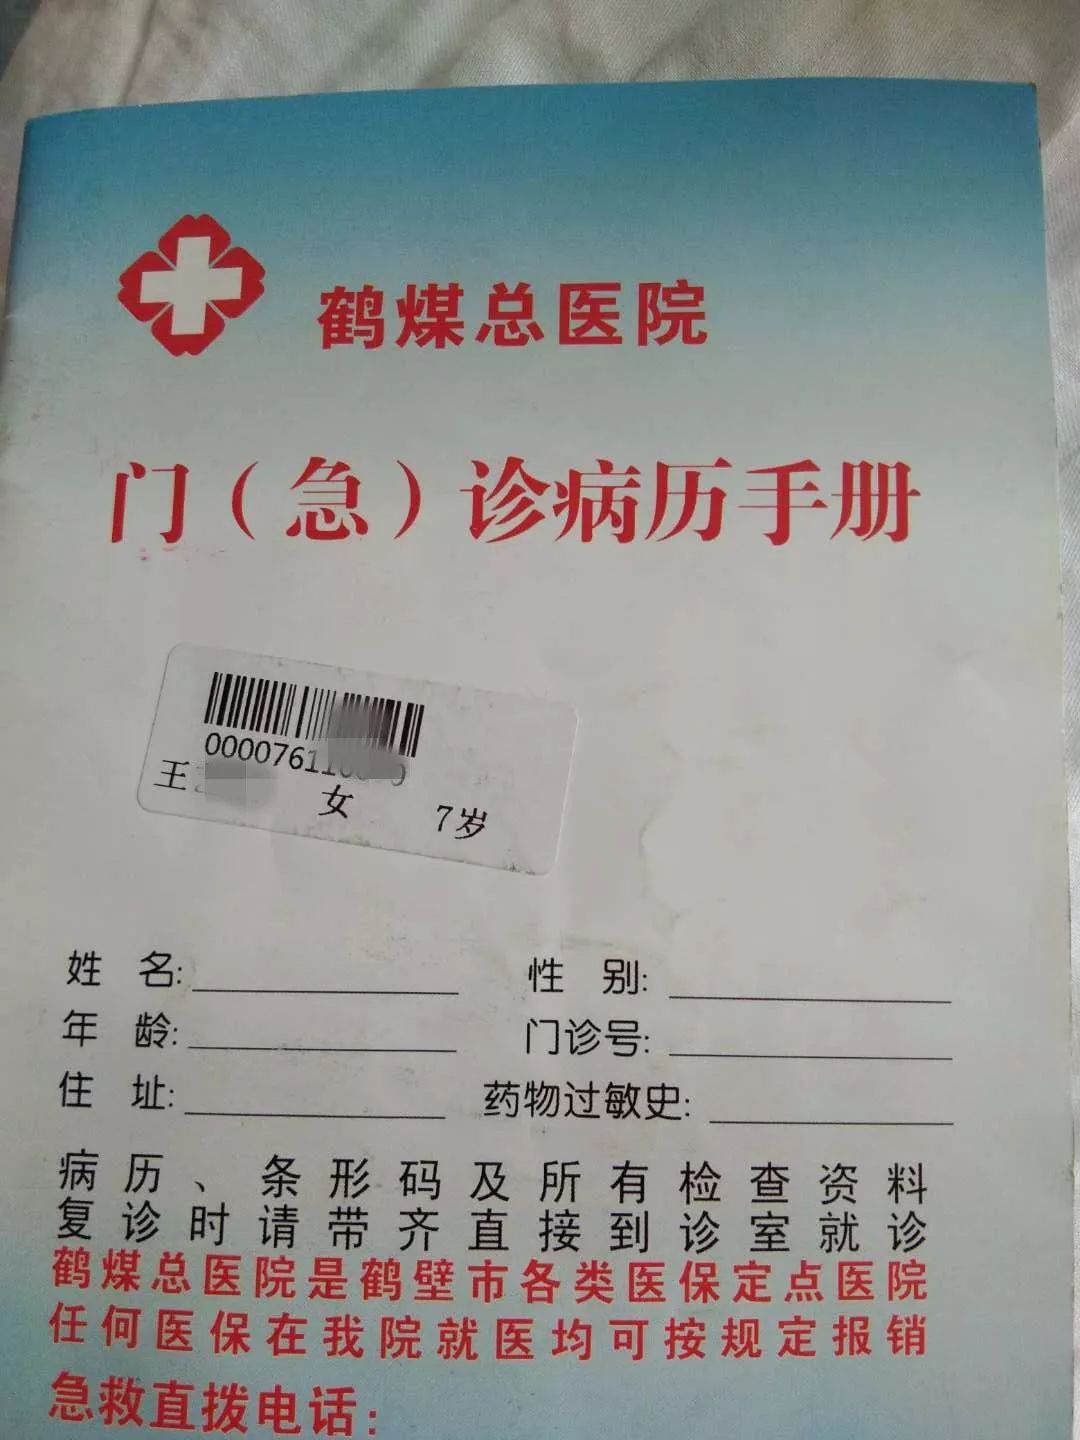 鹤煤总医院
门（急）诊病历手册
000076110
王
女 7岁
姓 名: 性 别:
年 龄: 门诊号:
住 址: 药物过敏史:
病历、条形码及所有检查资料
复诊时请带齐直接到诊室就诊
鹤煤总医院是鹤壁市各类医保定点医院
任何医保在我院就医均可按规定报销
急救直拨电话: